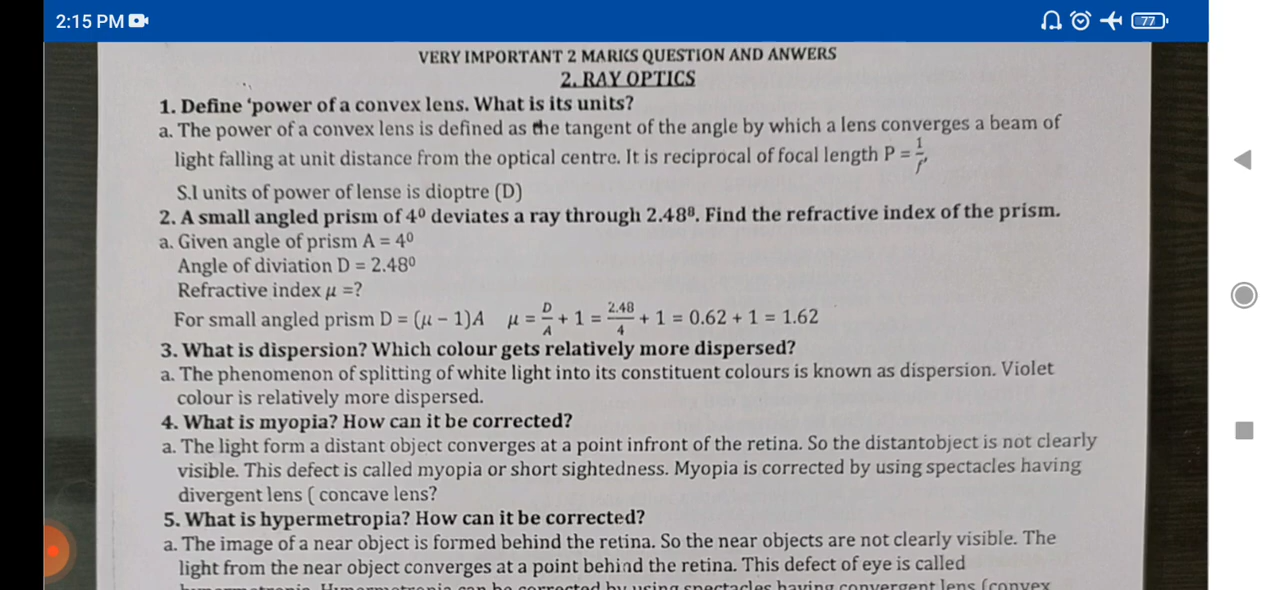 2:15 PM
77
VERY IMPORTANT 2 MARKS QUESTION AND ANWERS
2. RAY OPTICS
1. Define ‘power of a convex lens. What is its units?
a. The power of a convex lens is defined as the tangent of the angle by which a lens converges a beam of
light falling at unit distance from the optical centre. It is reciprocal of focal length P = 1/f,
S.I units of power of lense is dioptre (D)
2. A small angled prism of 4⁰ deviates a ray through 2.48⁰. Find the refractive index of the prism.
a. Given angle of prism A = 4⁰
Angle of diviation D = 2.48⁰
Refractive index μ =?
For small angled prism D = (μ − 1)A μ = D/A + 1 = 2.48/4 + 1 = 0.62 + 1 = 1.62
3. What is dispersion? Which colour gets relatively more dispersed?
a. The phenomenon of splitting of white light into its constituent colours is known as dispersion. Violet
colour is relatively more dispersed.
4. What is myopia? How can it be corrected?
a. The light form a distant object converges at a point infront of the retina. So the distantobject is not clearly
visible. This defect is called myopia or short sightedness. Myopia is corrected by using spectacles having
divergent lens ( concave lens?
5. What is hypermetropia? How can it be corrected?
a. The image of a near object is formed behind the retina. So the near objects are not clearly visible. The
light from the near object converges at a point behind the retina. This defect of eye is called
can be corrected by using spectacles having convergent lens (convex